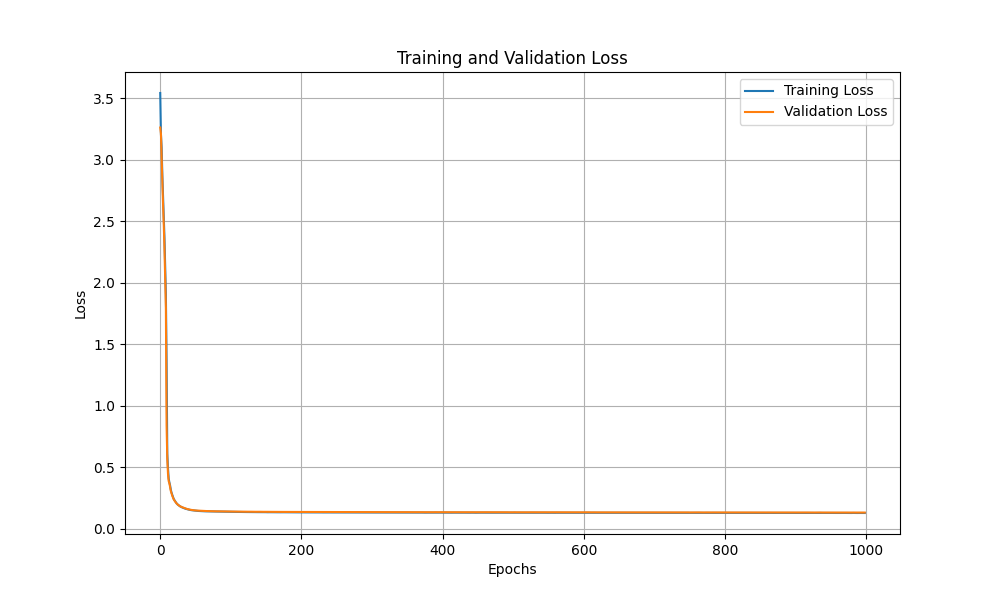 Training and Validation Loss
Training Loss
Validation Loss
3.5
3.0
2.5
2.0
1.5
1.0
0.5
0.0
Loss
0 200 400 600 800 1000
Epochs